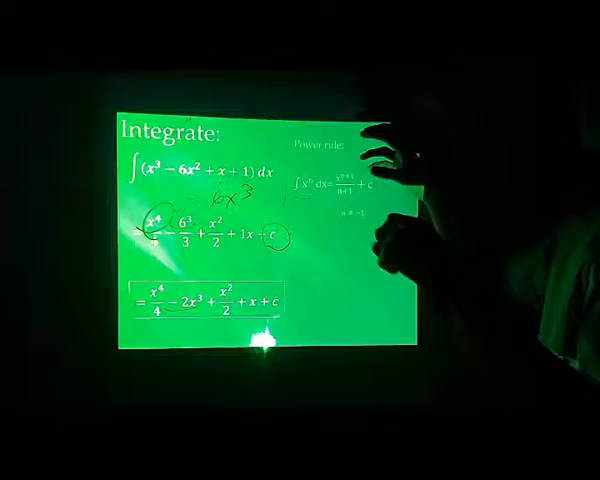 Integrate:
Power rule:
∫(x³ − 6x² + x + 1) dx
∫xⁿ dx = xⁿ⁺¹/n+1 + c
= 6x³
n ≠ −1
= x⁴/4 − 6³/3 + x²/2 + 1x + c
= x⁴/4 − 2x³ + x²/2 + x + c